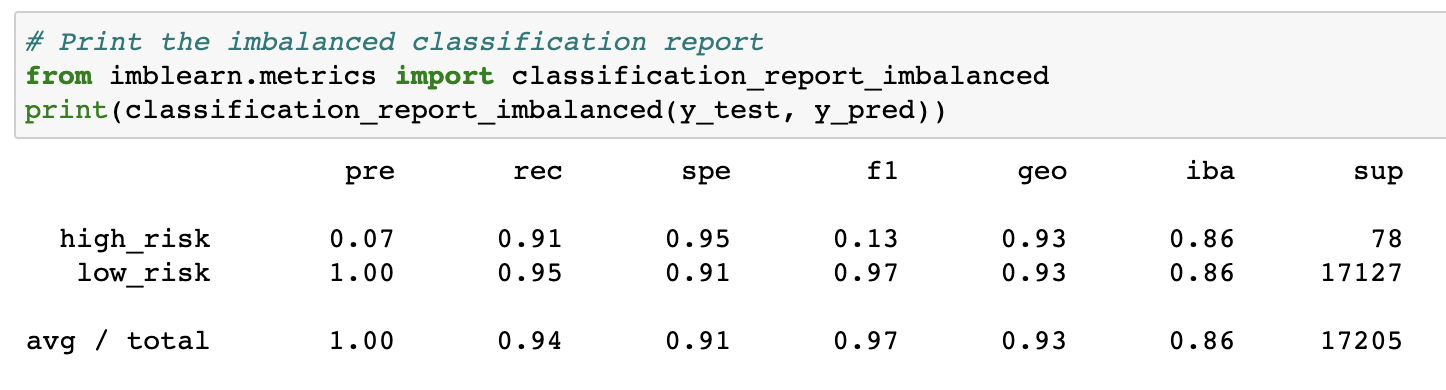 # Print the imbalanced classification report
from imblearn.metrics import classification_report_imbalanced
print(classification_report_imbalanced(y_test, y_pred))
pre rec spe f1 geo iba sup
high_risk 0.07 0.91 0.95 0.13 0.93 0.86 78
low_risk 1.00 0.95 0.91 0.97 0.93 0.86 17127
avg / total 1.00 0.94 0.91 0.97 0.93 0.86 17205